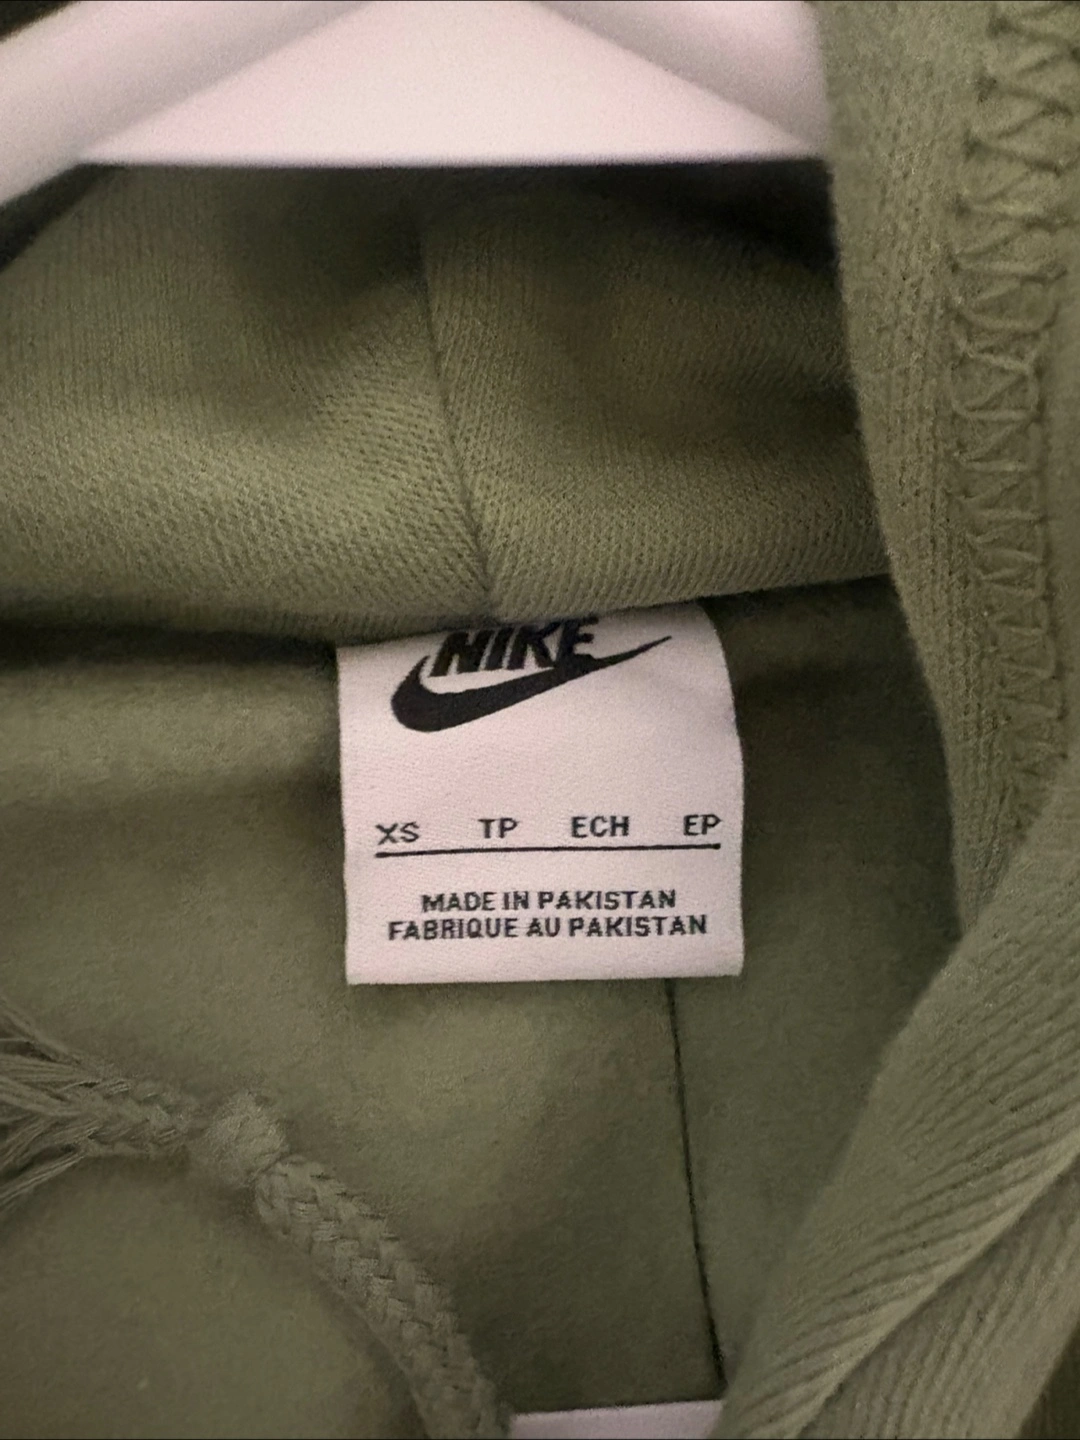 NIKE
XS TP ECH EP
MADE IN PAKISTAN
FABRIQUE AU PAKISTAN